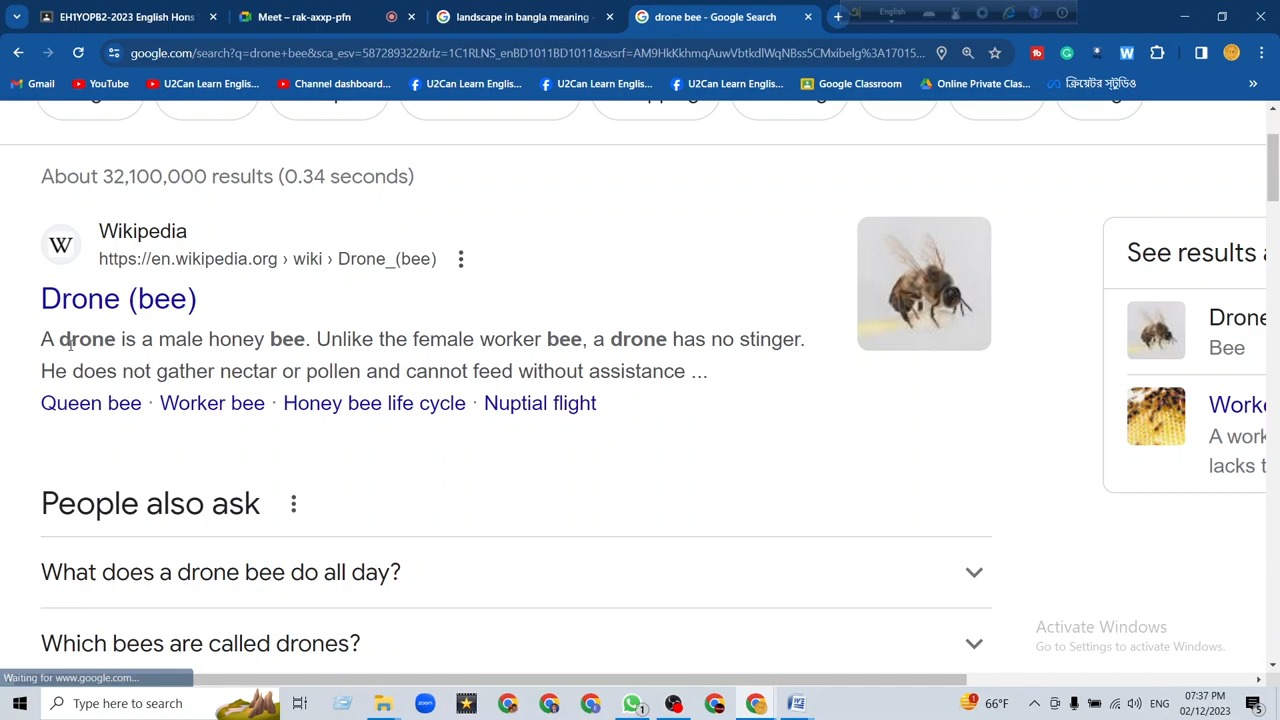 EH1YOPB2-2023 English Hons
Meet – rak-axxp-pfn
landscape in bangla meaning -
drone bee - Google Search
English
google.com/search?q=drone+bee&sca_esv=587289322&rlz=1C1RLNS_enBD1011BD1011&sxsrf=AM9HkKkhmqAuwVbtkdlWqNBss5CMxibelg%3A17015...
Gmail
YouTube
U2Can Learn Englis...
Channel dashboard...
U2Can Learn Englis...
U2Can Learn Englis...
U2Can Learn Englis...
Google Classroom
Online Private Clas...
ক্রিয়েটর স্টুডিও
About 32,100,000 results (0.34 seconds)
W
Wikipedia
https://en.wikipedia.org › wiki › Drone_(bee)
Drone (bee)
A drone is a male honey bee. Unlike the female worker bee, a drone has no stinger.
He does not gather nectar or pollen and cannot feed without assistance ...
Queen bee · Worker bee · Honey bee life cycle · Nuptial flight
See results a
Drone
Bee
Worke
A work
lacks t
People also ask
What does a drone bee do all day?
Which bees are called drones?
Activate Windows
Go to Settings to activate Windows.
Waiting for www.google.com...
Type here to search
zoom
1
1
66°F
ENG
07:37 PM
02/12/2023
5